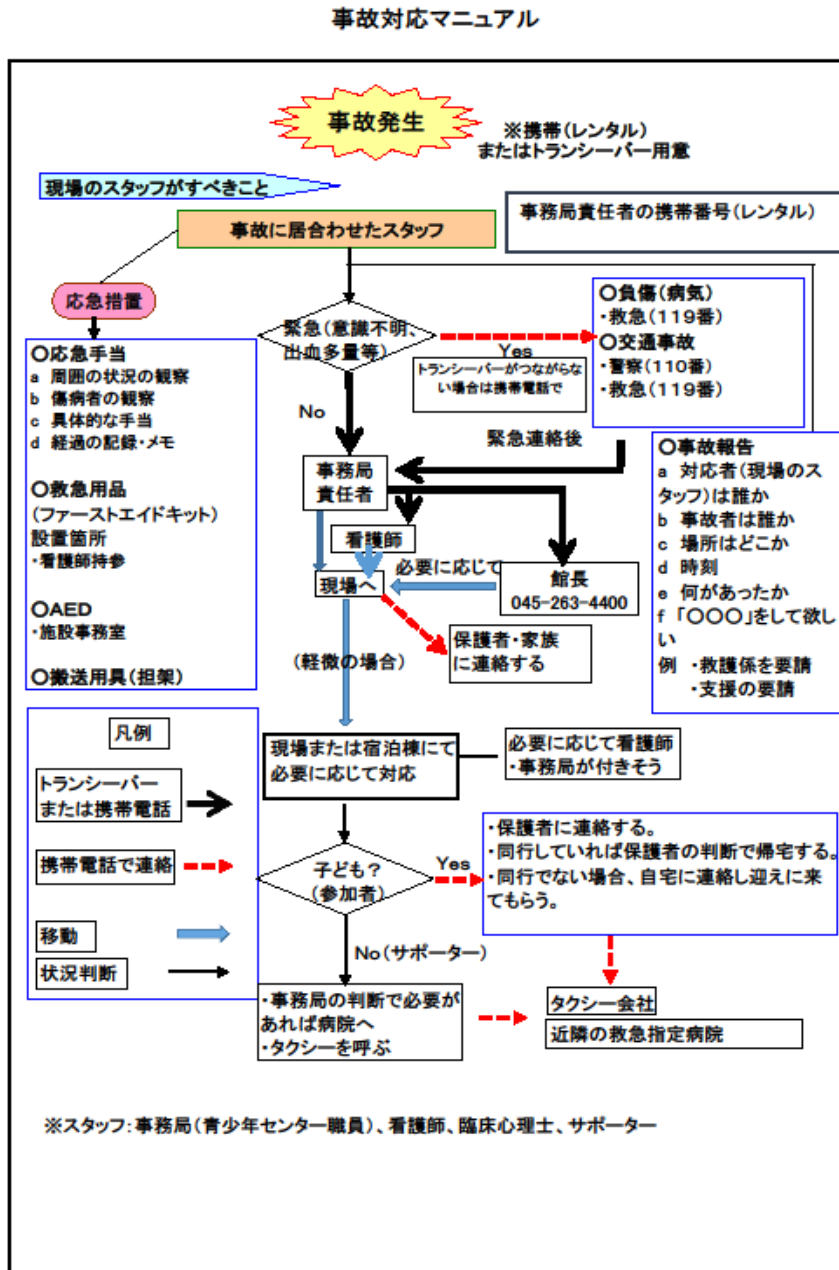 事故対応マニュアル
事故発生
※携帯(レンタル)
またはトランシーバー用意
現場のスタッフがすべきこと
事故に居合わせたスタッフ
事務局責任者の携帯番号(レンタル)
応急措置
〇応急手当
a 周囲の状況の観察
b 傷病者の観察
c 具体的な手当
d 経過の記録・メモ
〇救急用品
(ファーストエイドキット)
設置箇所
・看護師持参
〇AED
・施設事務室
〇搬送用具(担架)
緊急(意識不明、
出血多量等)
Yes
トランシーバーがつながらな
い場合は携帯電話で
No
〇負傷(病気)
・救急(119番)
〇交通事故
・警察(110番)
・救急(119番)
緊急連絡後
事務局
責任者
看護師
現場へ
必要に応じて
館長
045-263-4400
保護者・家族
に連絡する
(軽微の場合)
〇事故報告
a 対応者(現場のス
タッフ)は誰か
b 事故者は誰か
c 場所はどこか
d 時刻
e 何があったか
f 「〇〇〇」をして欲し
い
例 ・救護係を要請
・支援の要請
凡例
トランシーバー
または携帯電話
携帯電話で連絡
移動
状況判断
現場または宿泊棟にて
必要に応じて対応
必要に応じて看護師
・事務局が付きそう
子ども?
(参加者)
Yes
・保護者に連絡する。
・同行していれば保護者の判断で帰宅する。
・同行でない場合、自宅に連絡し迎えに来
てもらう。
No(サポーター)
・事務局の判断で必要が
あれば病院へ
・タクシーを呼ぶ
タクシー会社
近隣の救急指定病院
※スタッフ:事務局(青少年センター職員)、看護師、臨床心理士、サポーター